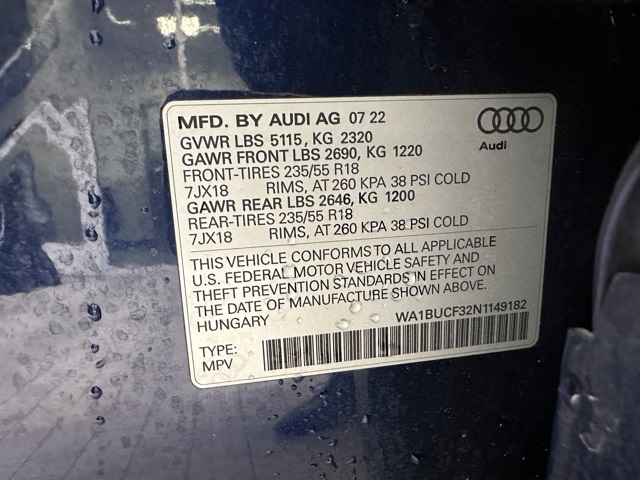 MFD. BY AUDI AG 07 22
GVWR LBS 5115, KG 2320
GAWR FRONT LBS 2690, KG 1220
FRONT-TIRES 235/55 R18
7JX18 RIMS, AT 260 KPA 38 PSI COLD
GAWR REAR LBS 2646, KG 1200
REAR-TIRES 235/55 R18
7JX18 RIMS, AT 260 KPA 38 PSI COLD
Audi
THIS VEHICLE CONFORMS TO ALL APPLICABLE
U.S. FEDERAL MOTOR VEHICLE SAFETY AND
THEFT PREVENTION STANDARDS IN EFFECT ON
THE DATE OF MANUFACTURE SHOWN ABOVE.
HUNGARY
WA1BUCF32N1149182
TYPE:
MPV